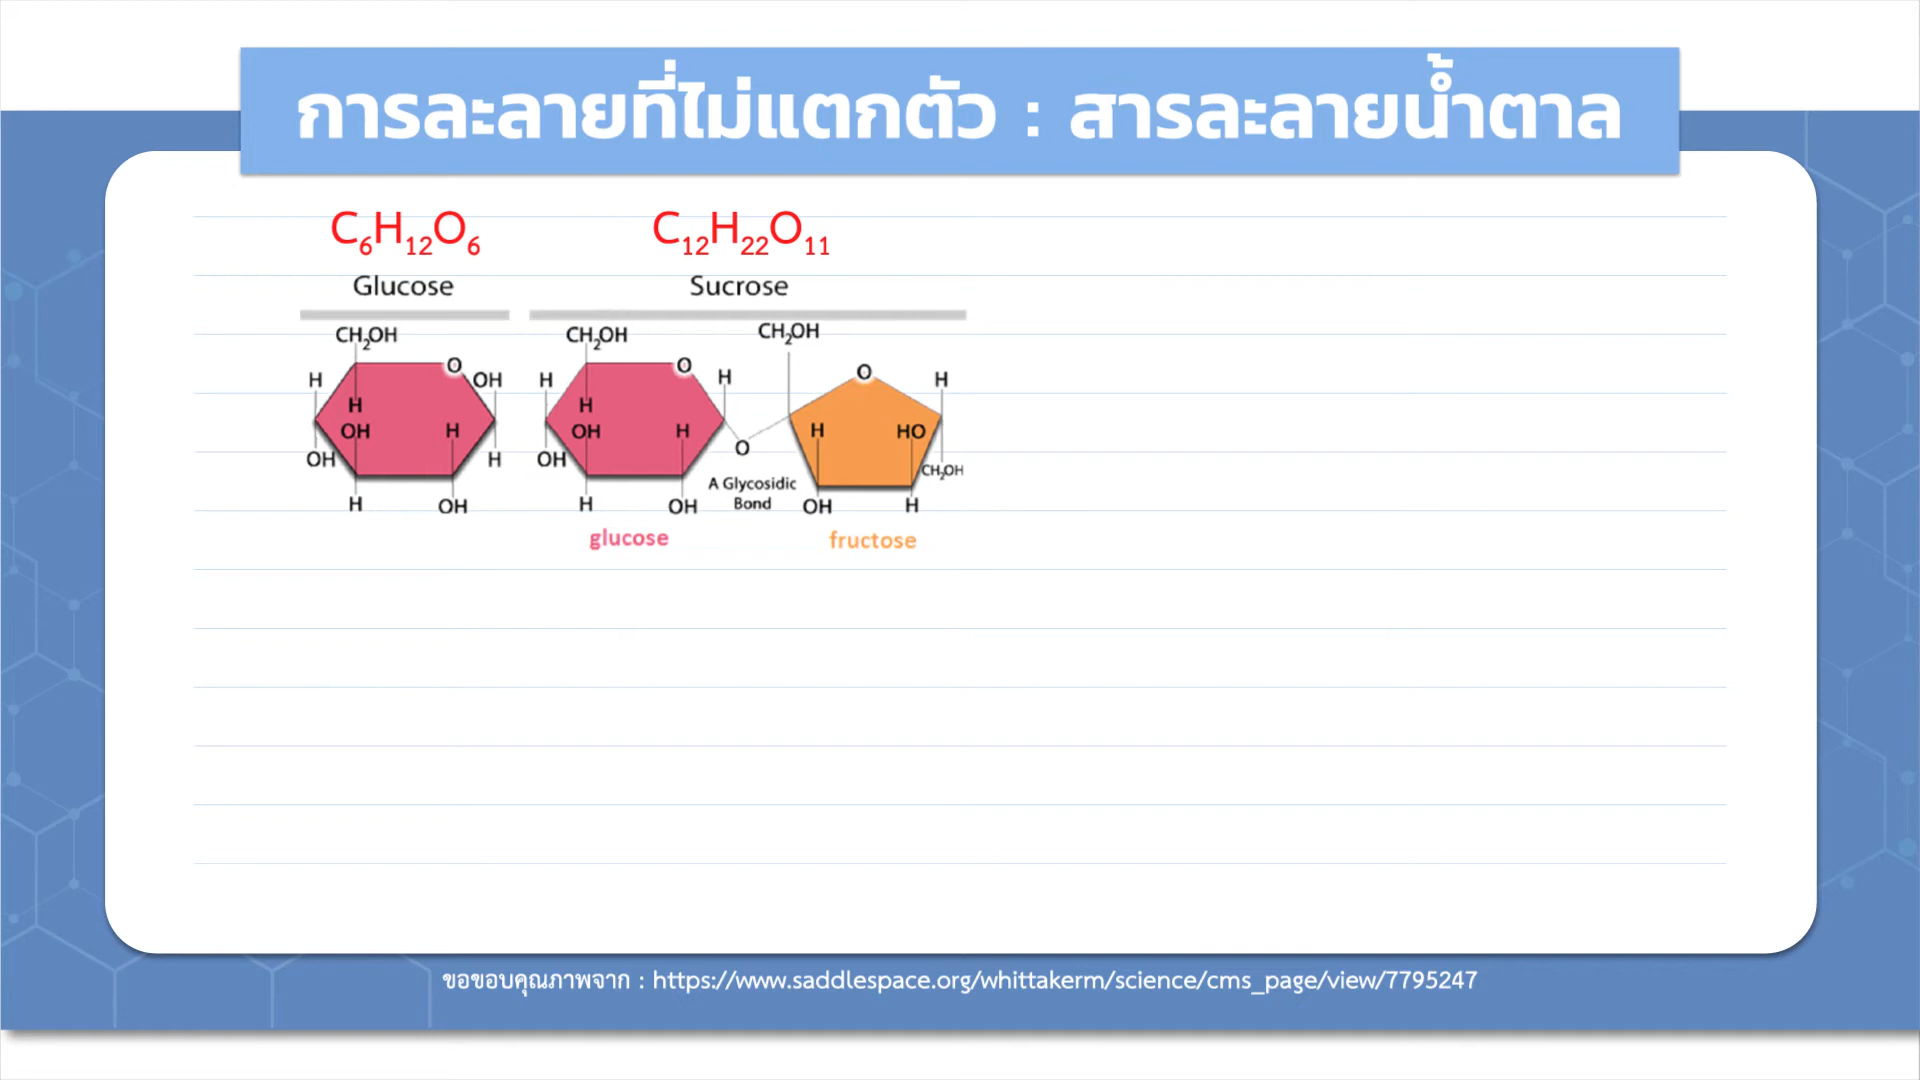 การละลายที่ไม่แตกตัว : สารละลายน้ำตาล
C₆H₁₂O₆ C₁₂H₂₂O₁₁
Glucose Sucrose
CH₂OH CH₂OH CH₂OH
O O O
H OH H H H
H H
OH H OH H H HO
OH H OH O CH₂OH
A Glycosidic
Bond
H OH H OH OH H
glucose fructose
ขอขอบคุณภาพจาก : https://www.saddlespace.org/whittakerm/science/cms_page/view/7795247